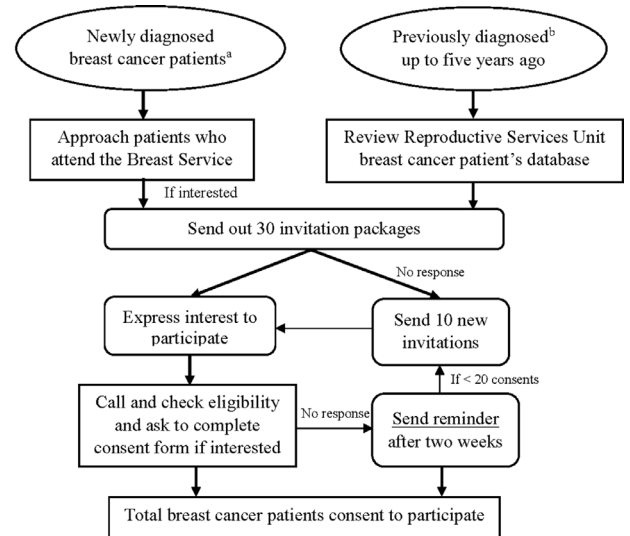 Newly diagnosed
breast cancer patientsᵃ
Previously diagnosedᵇ
up to five years ago
Approach patients who
attend the Breast Service
Review Reproductive Services Unit
breast cancer patient’s database
If interested
Send out 30 invitation packages
No response
Express interest to
participate
Send 10 new
invitations
If < 20 consents
Call and check eligibility
and ask to complete
consent form if interested
No response
Send reminder
after two weeks
Total breast cancer patients consent to participate